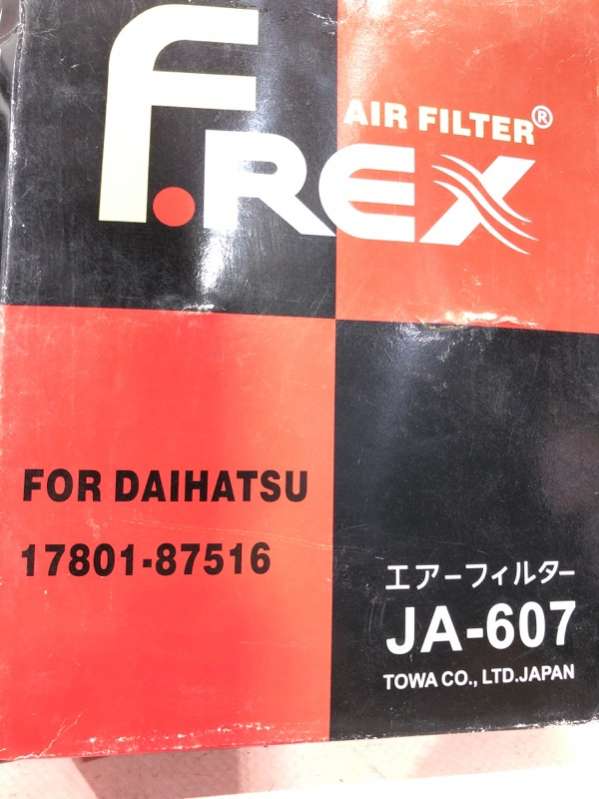 AIR FILTER®
F.REX
FOR DAIHATSU
17801-87516
エアーフィルター
JA-607
TOWA CO., LTD.JAPAN